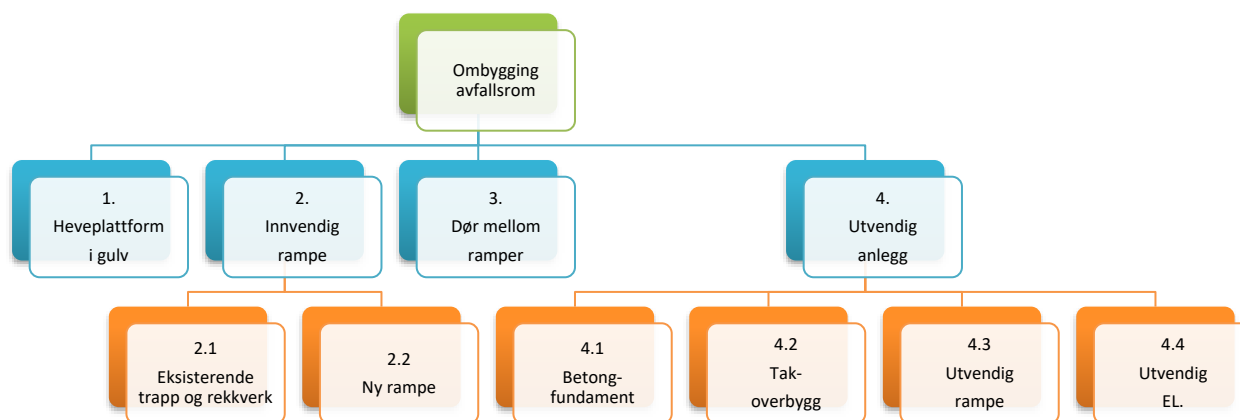 Ombygging
avfallsrom
1.
Heveplattform
i gulv
2.
Innvendig
rampe
3.
Dør mellom
ramper
4.
Utvendig
anlegg
2.1
Eksisterende
trapp og rekkverk
2.2
Ny rampe
4.1
Betong-
fundament
4.2
Tak-
overbygg
4.3
Utvendig
rampe
4.4
Utvendig
EL.